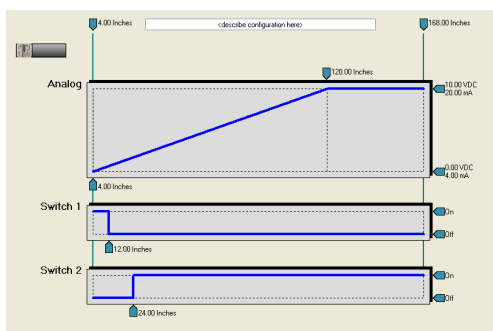 4.00 Inches
<describe configuration here>
168.00 Inches
120.00 Inches
Analog
10.00 VDC
20.00 mA
0.00 VDC
4.00 mA
4.00 Inches
Switch 1
On
Off
12.00 Inches
Switch 2
On
Off
24.00 Inches